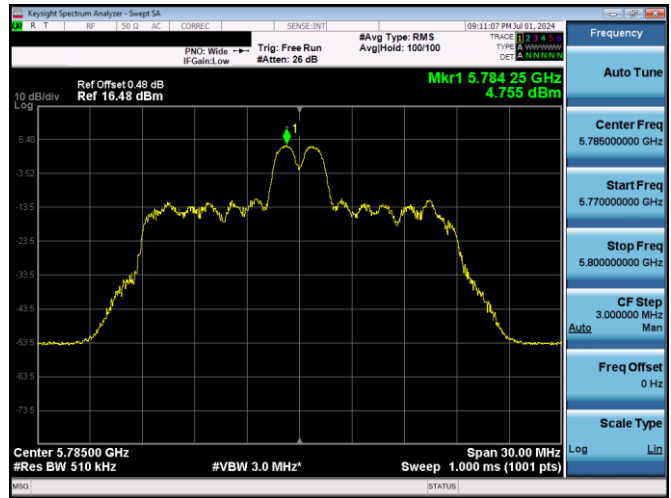 Keysight Spectrum Analyzer - Swept SA
R T RF 50 Ω AC CORREC SENSE:INT 09:11:07 PM Jul 01, 2024
PNO: Wide Trig: Free Run #Avg Type: RMS TRACE 1 2 3 4 5 6
IFGain:Low #Atten: 26 dB Avg|Hold: 100/100 TYPE A WWWWW
DET A N N N N N
Frequency
Mkr1 5.784 25 GHz
4.755 dBm
Ref Offset 0.48 dB
10 dB/div Ref 16.48 dBm
Log
1
6.48
-3.52
-13.5
-23.5
-33.5
-43.5
-53.5
-63.5
-73.5
Center 5.78500 GHz Span 30.00 MHz
#Res BW 510 kHz #VBW 3.0 MHz* Sweep 1.000 ms (1001 pts)
MSG STATUS
Auto Tune
Center Freq
5.785000000 GHz
Start Freq
5.770000000 GHz
Stop Freq
5.800000000 GHz
CF Step
3.000000 MHz
Auto Man
Freq Offset
0 Hz
Scale Type
Log Lin